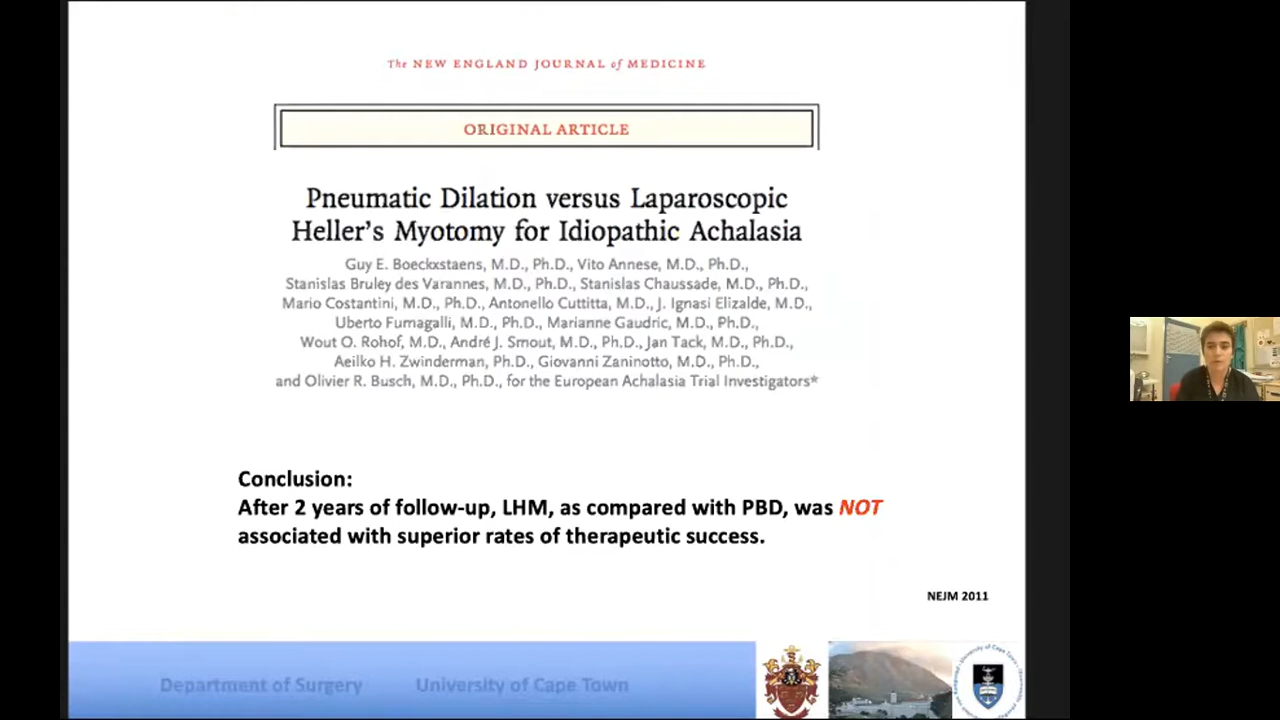 The NEW ENGLAND JOURNAL of MEDICINE
ORIGINAL ARTICLE
Pneumatic Dilation versus Laparoscopic
Heller's Myotomy for Idiopathic Achalasia
Guy E. Boeckxstaens, M.D., Ph.D., Vito Annese, M.D., Ph.D.,
Stanislas Bruley des Varannes, M.D., Ph.D., Stanislas Chaussade, M.D., Ph.D.,
Mario Costantini, M.D., Ph.D., Antonello Cuttitta, M.D., J. Ignasi Elizalde, M.D.,
Uberto Fumagalli, M.D., Ph.D., Marianne Gaudric, M.D., Ph.D.,
Wout O. Rohof, M.D., André J. Smout, M.D., Ph.D., Jan Tack, M.D., Ph.D.,
Aeilko H. Zwinderman, Ph.D., Giovanni Zaninotto, M.D., Ph.D.,
and Olivier R. Busch, M.D., Ph.D., for the European Achalasia Trial Investigators*
Conclusion:
After 2 years of follow-up, LHM, as compared with PBD, was NOT
associated with superior rates of therapeutic success.
NEJM 2011
Department of Surgery University of Cape Town
University of Cape Town